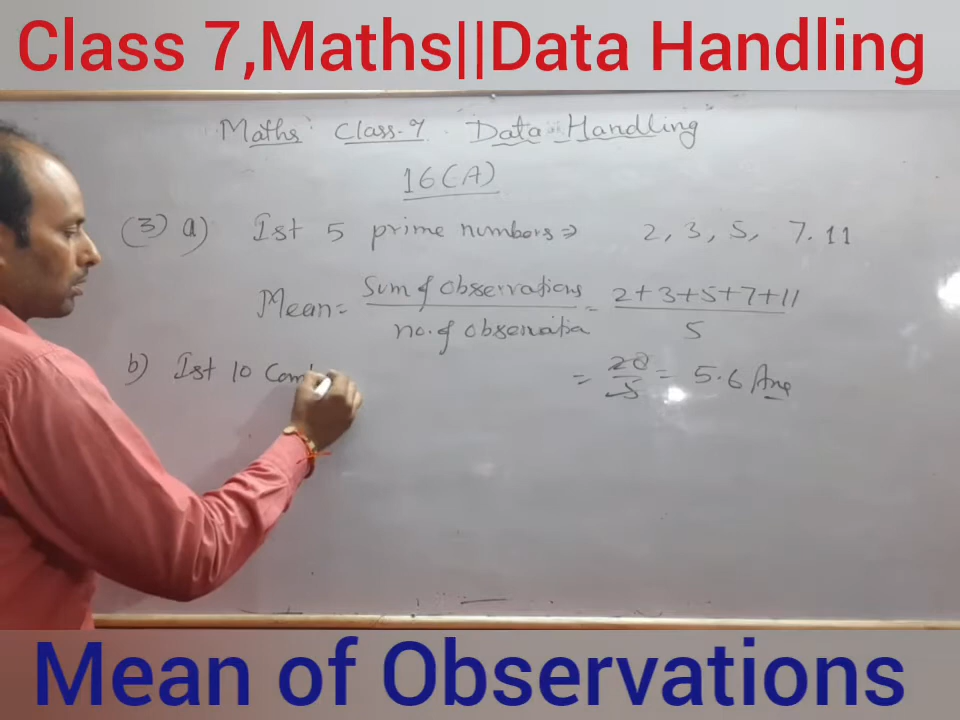 Class 7,Maths||Data Handling
Maths: Class-7 "Data Handling"
16(A)
(3) a) Ist 5 prime numbers ⇒ 2, 3, 5, 7. 11
Mean = Sum of observations / no. of observatia = 2+3+5+7+11 / 5
b) Ist 10 Com
= 28/5 = 5.6 Ans
Mean of Observations